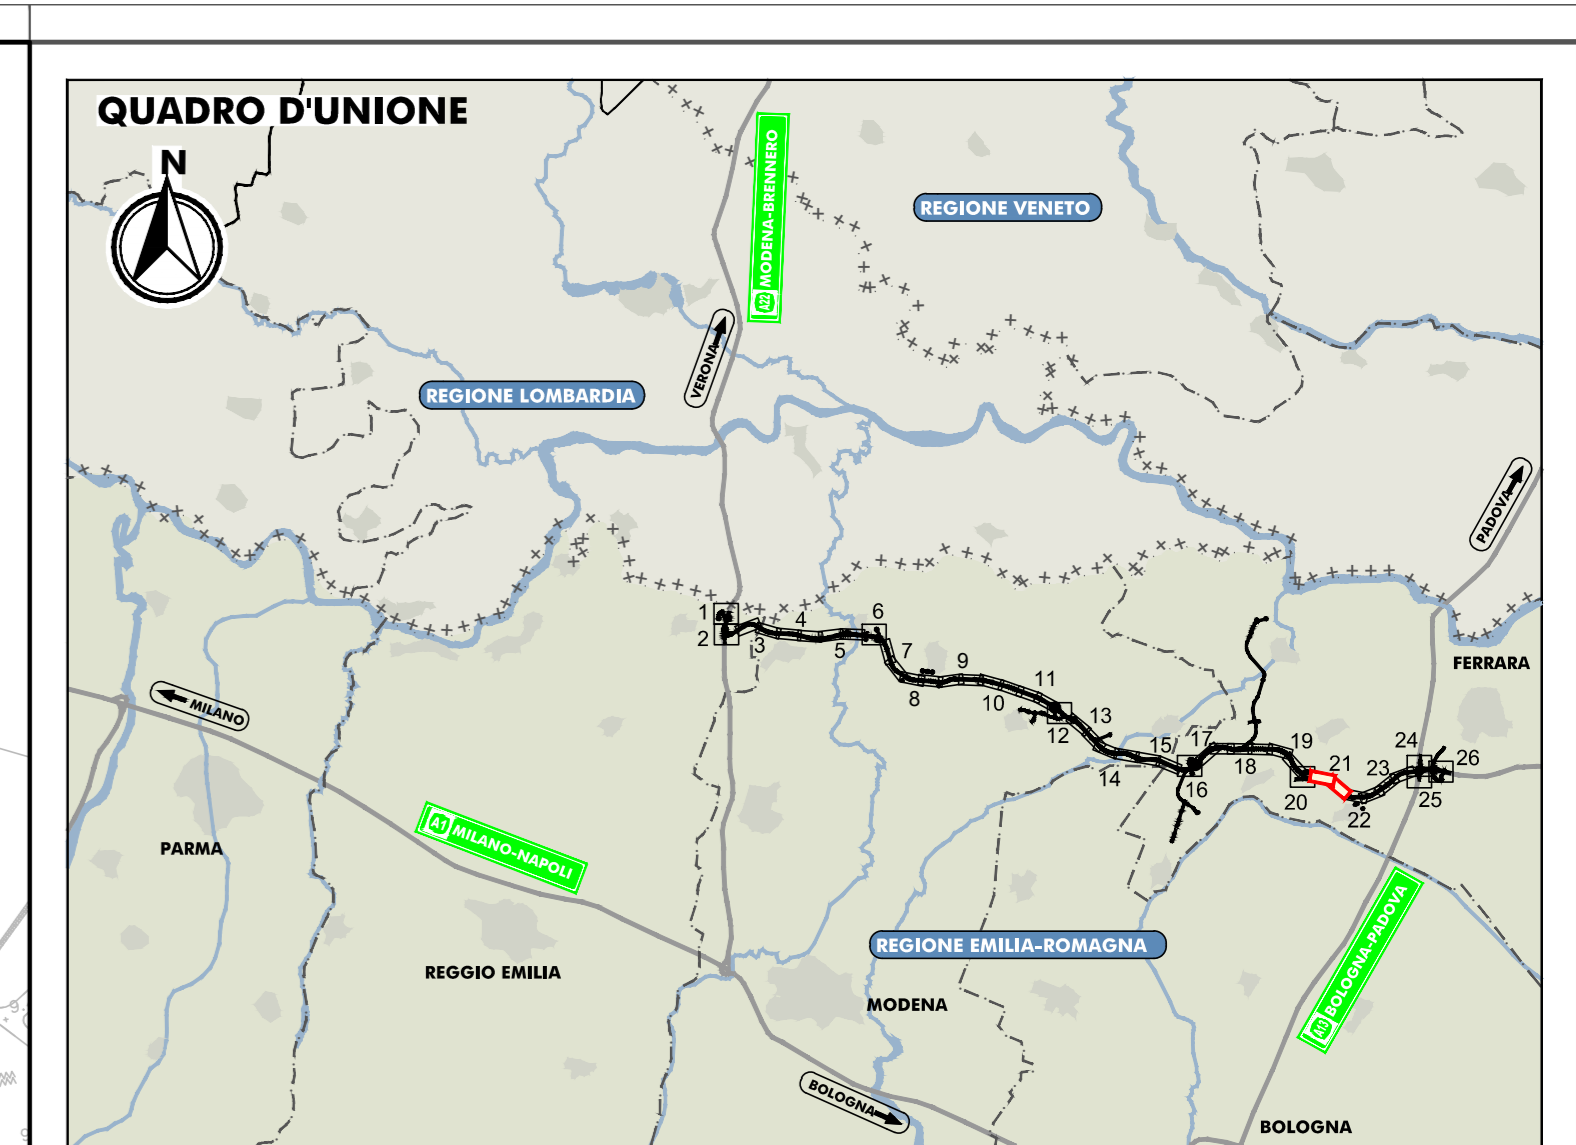 QUADRO D'UNIONE
N
A22 MODENA-BRENNERO
REGIONE VENETO
VERONA
REGIONE LOMBARDIA
PADOVA
1
2
3
4
5
6
7
8
9
10
11
12
13
14
15
16
17
18
19
20
21
22
23
24
25
26
FERRARA
MILANO
A1 MILANO-NAPOLI
PARMA
REGGIO EMILIA
REGIONE EMILIA-ROMAGNA
MODENA
A13 BOLOGNA-PADOVA
BOLOGNA
BOLOGNA